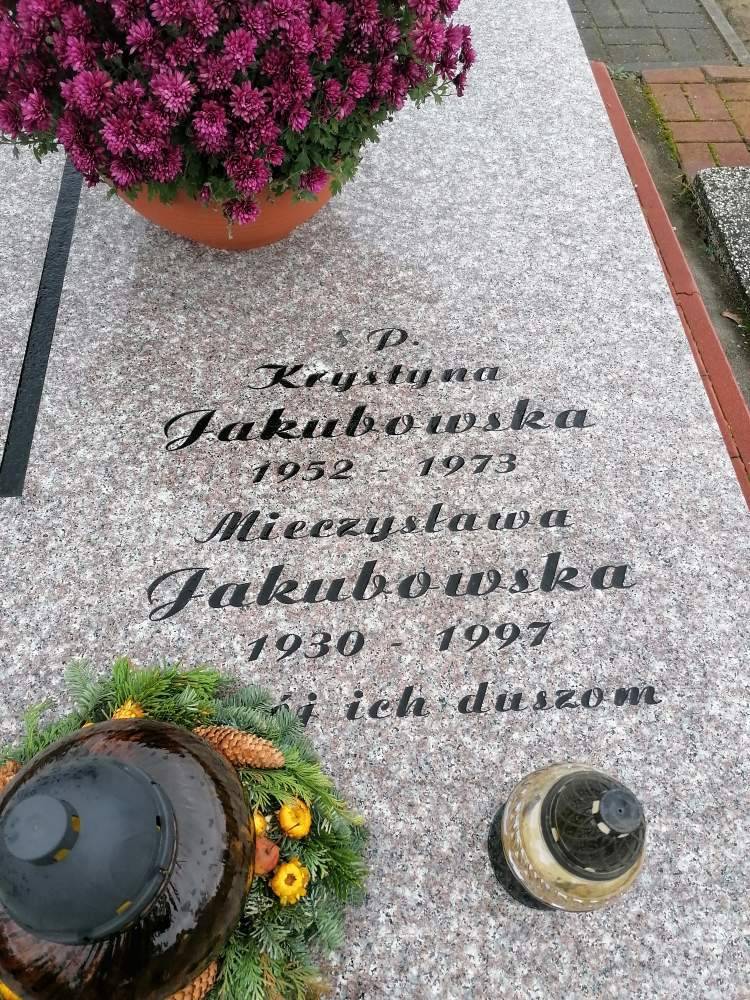 Ś P.
Krystyna
Jakubowska
1952 - 1973
Mieczysława
Jakubowska
1930 - 1997
ich duszom